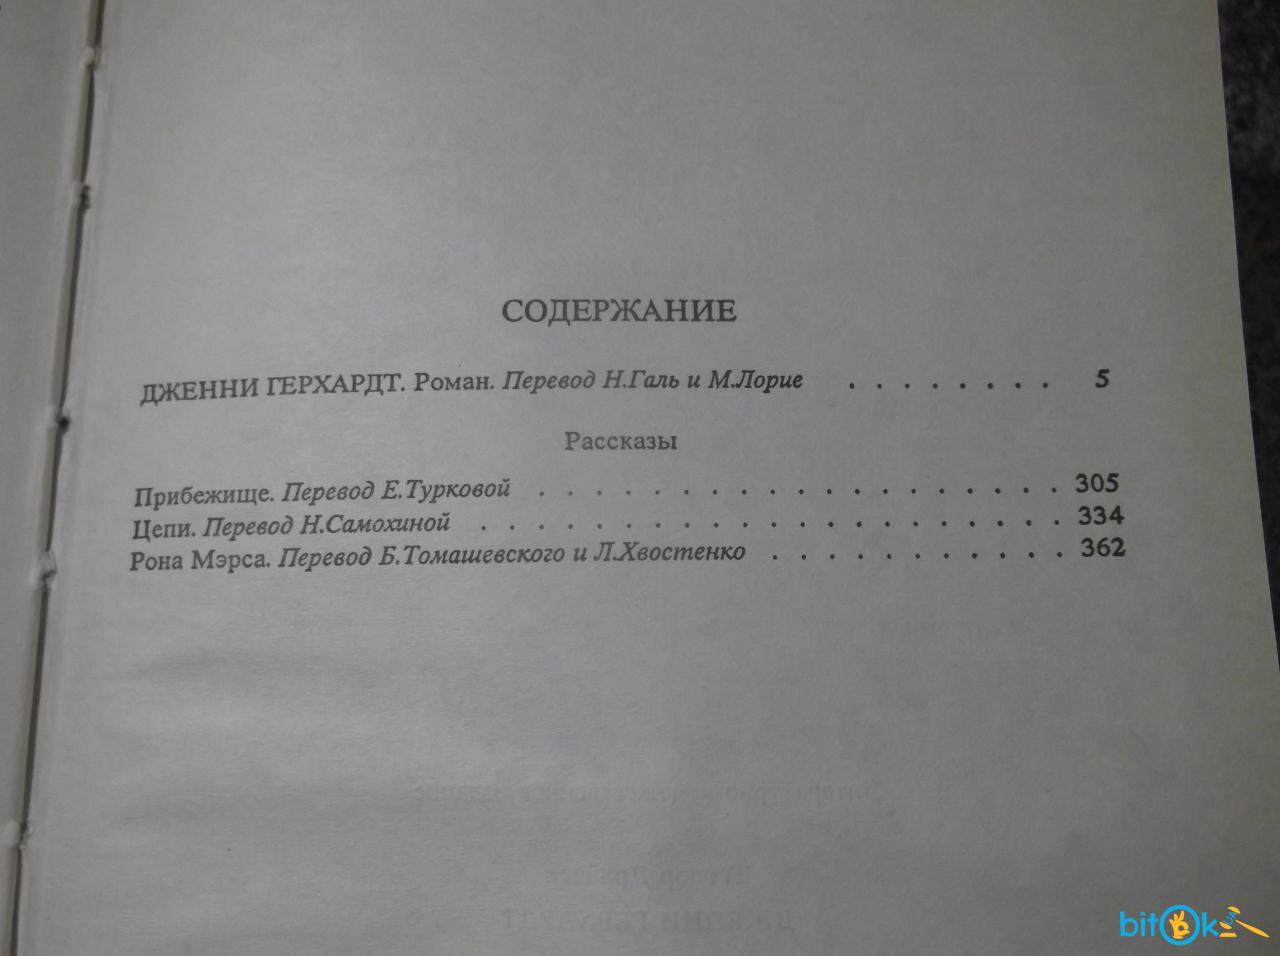 СОДЕРЖАНИЕ
ДЖЕННИ ГЕРХАРДТ. Роман. Перевод Н.Галь и М.Лорие . . . . . . . . 5
Рассказы
Прибежище. Перевод Е.Турковой . . . . . . . . . . . . . . . . . . . 305
Цепи. Перевод Н.Самохиной . . . . . . . . . . . . . . . . . . . . . 334
Рона Мэрса. Перевод Б.Томашевского и Л.Хвостенко . . . . . . . . . . . 362
bitOk